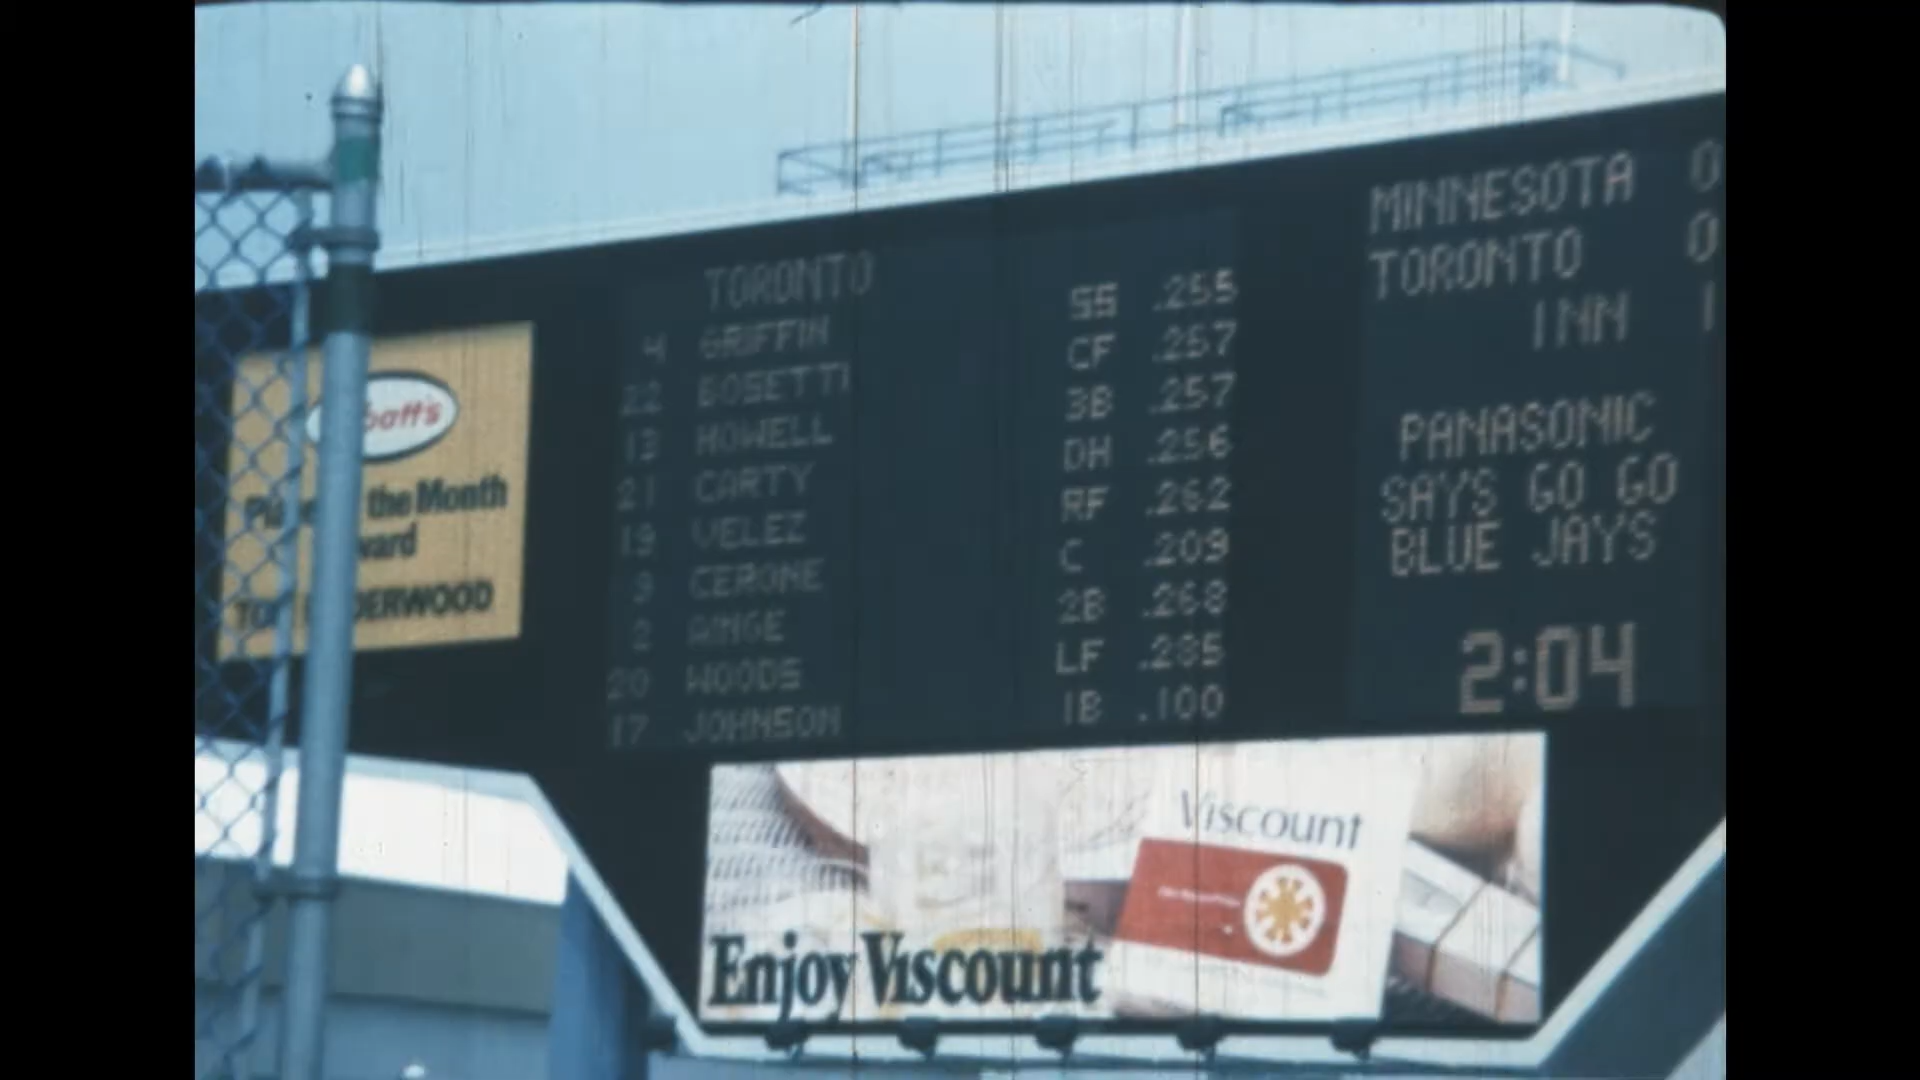 MINNESOTA 0
TORONTO 0
INN 1
TORONTO
4 GRIFFIN SS .255
22 BOSETTI CF .257
13 HOWELL 3B .257
21 CARTY DH .256
19 VELEZ RF .262
9 CERONE C .209
2 AINGE 2B .268
20 WOODS LF .285
17 JOHNSON 1B .100
PANASONIC
SAYS GO GO
BLUE JAYS
2:04
batt's
the Month
ward
DERWOOD
Viscount
Enjoy Viscount